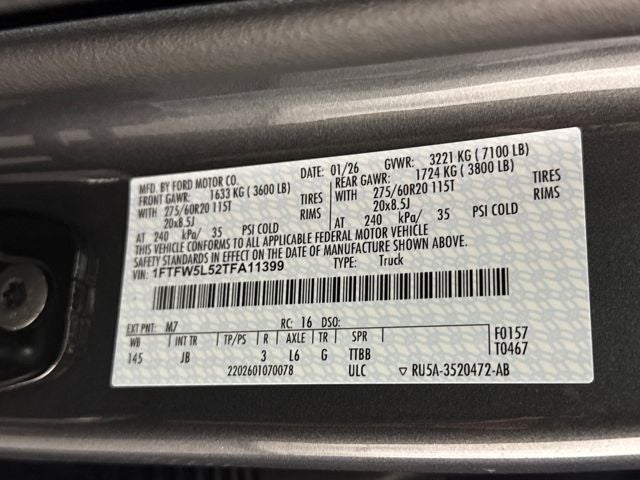 MFD. BY FORD MOTOR CO. DATE: 01/26 GVWR: 3221 KG ( 7100 LB)
FRONT GAWR: 1633 KG ( 3600 LB) REAR GAWR: 1724 KG ( 3800 LB)
WITH 275/60R20 115T TIRES WITH 275/60R20 115T TIRES
20x8.5J RIMS 20x8.5J RIMS
AT 240 kPa/ 35 PSI COLD AT 240 kPa/ 35 PSI COLD
THIS VEHICLE CONFORMS TO ALL APPLICABLE FEDERAL MOTOR VEHICLE
SAFETY STANDARDS IN EFFECT ON THE DATE OF MANUFACTURE SHOWN ABOVE.
VIN: 1FTFW5L52TFA11399 TYPE: Truck
EXT PNT: M7 RC: 16 DSO: F0157
WB INT TR TP/PS R AXLE TR SPR T0467
145 JB 3 L6 G TTBB
2202601070078 ULC ▽ RU5A-3520472-AB